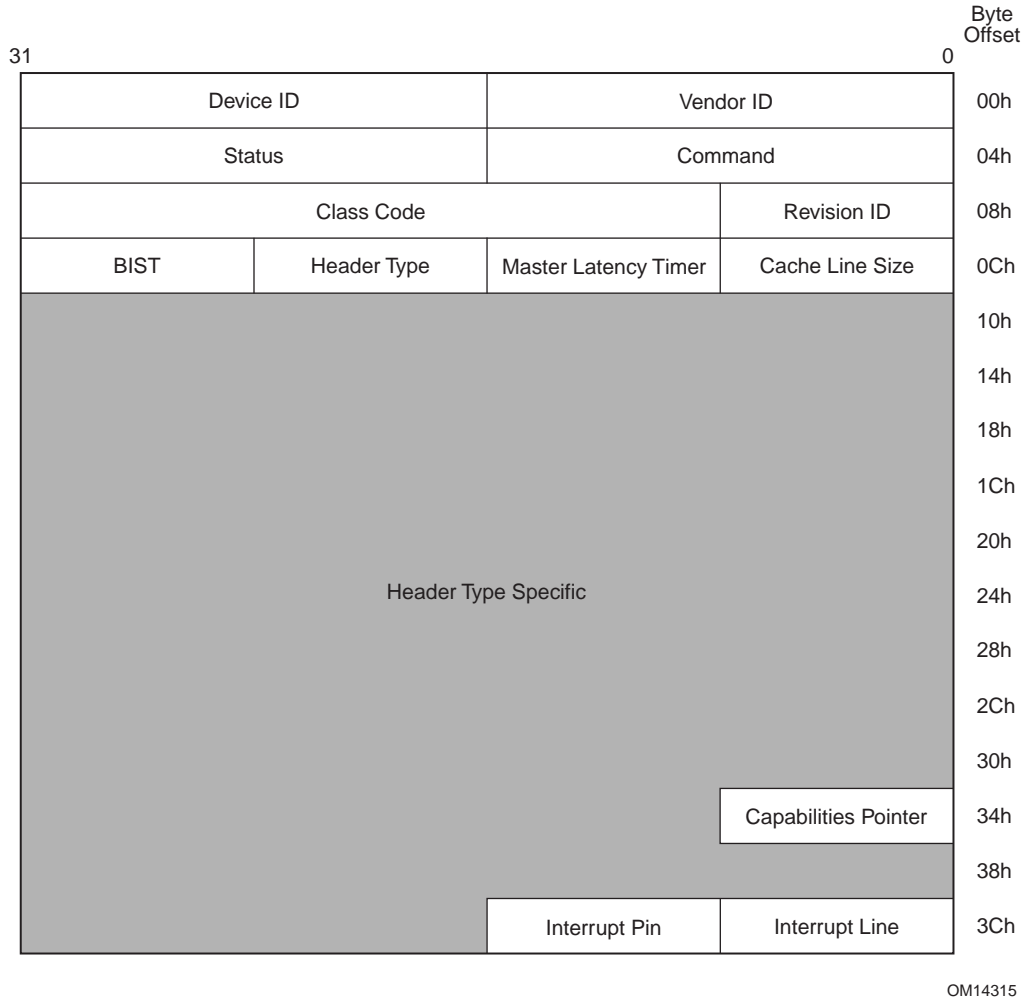 Byte
Offset
31 0
Device ID Vendor ID 00h
Status Command 04h
Class Code Revision ID 08h
BIST Header Type Master Latency Timer Cache Line Size 0Ch
10h
14h
18h
1Ch
20h
Header Type Specific 24h
28h
2Ch
30h
Capabilities Pointer 34h
38h
Interrupt Pin Interrupt Line 3Ch
OM14315